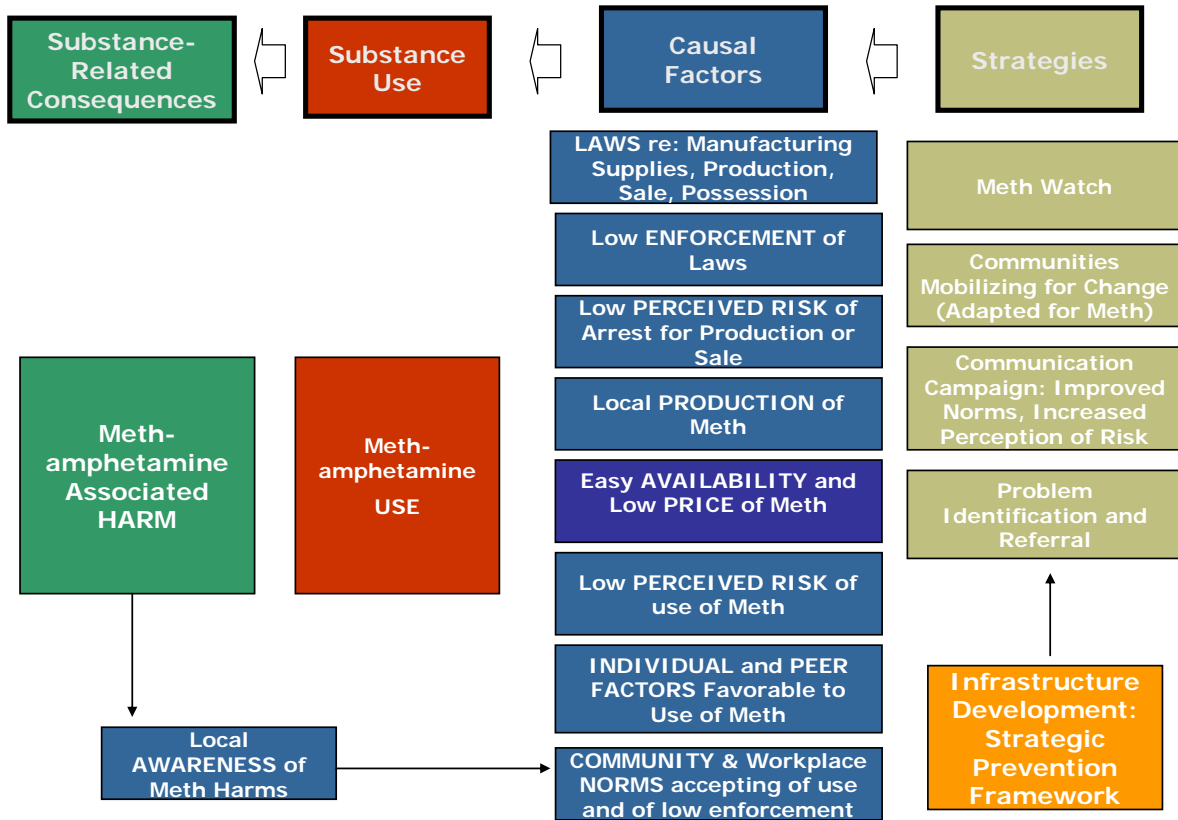 Substance-
Related
Consequences
Substance
Use
Causal
Factors
Strategies
LAWS re: Manufacturing
Supplies, Production,
Sale, Possession
Low ENFORCEMENT of
Laws
Low PERCEIVED RISK of
Arrest for Production or
Sale
Local PRODUCTION of
Meth
Easy AVAILABILITY and
Low PRICE of Meth
Low PERCEIVED RISK of
use of Meth
INDIVIDUAL and PEER
FACTORS Favorable to
Use of Meth
COMMUNITY & Workplace
NORMS accepting of use
and of low enforcement
Meth Watch
Communities
Mobilizing for Change
(Adapted for Meth)
Communication
Campaign: Improved
Norms, Increased
Perception of Risk
Problem
Identification and
Referral
Infrastructure
Development:
Strategic
Prevention
Framework
Meth-
amphetamine
Associated
HARM
Meth-
amphetamine
USE
Local
AWARENESS of
Meth Harms